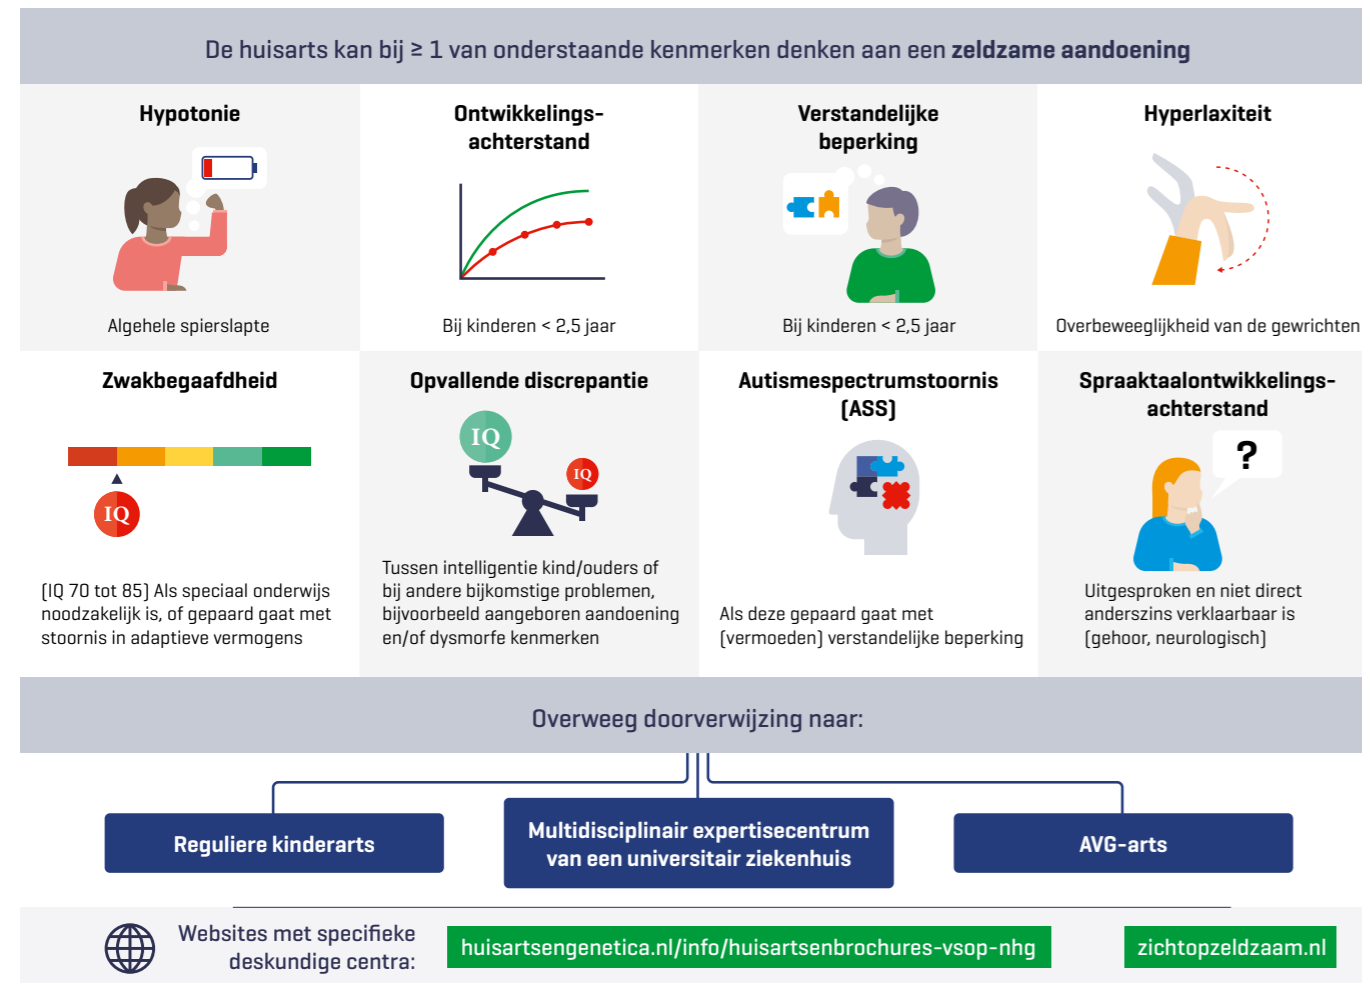 De huisarts kan bij ≥ 1 van onderstaande kenmerken denken aan een zeldzame aandoening
Hypotonie
Algehele spierslapte
Ontwikkelings-
achterstand
Bij kinderen < 2,5 jaar
Verstandelijke
beperking
Bij kinderen < 2,5 jaar
Hyperlaxiteit
Overbeweeglijkheid van de gewrichten
Zwakbegaafdheid
IQ
(IQ 70 tot 85) Als speciaal onderwijs
noodzakelijk is, of gepaard gaat met
stoornis in adaptieve vermogens
Opvallende discrepantie
IQ
IQ
Tussen intelligentie kind/ouders of
bij andere bijkomstige problemen,
bijvoorbeeld aangeboren aandoening
en/of dysmorfe kenmerken
Autismespectrumstoornis
(ASS)
Als deze gepaard gaat met
(vermoeden) verstandelijke beperking
Spraaktaalontwikkelings-
achterstand
?
Uitgesproken en niet direct
anderszins verklaarbaar is
(gehoor, neurologisch)
Overweeg doorverwijzing naar:
Reguliere kinderarts
Multidisciplinair expertisecentrum
van een universitair ziekenhuis
AVG-arts
Websites met specifieke
deskundige centra:
huisartsengenetica.nl/info/huisartsenbrochures-vsop-nhg
zichtopzeldzaam.nl